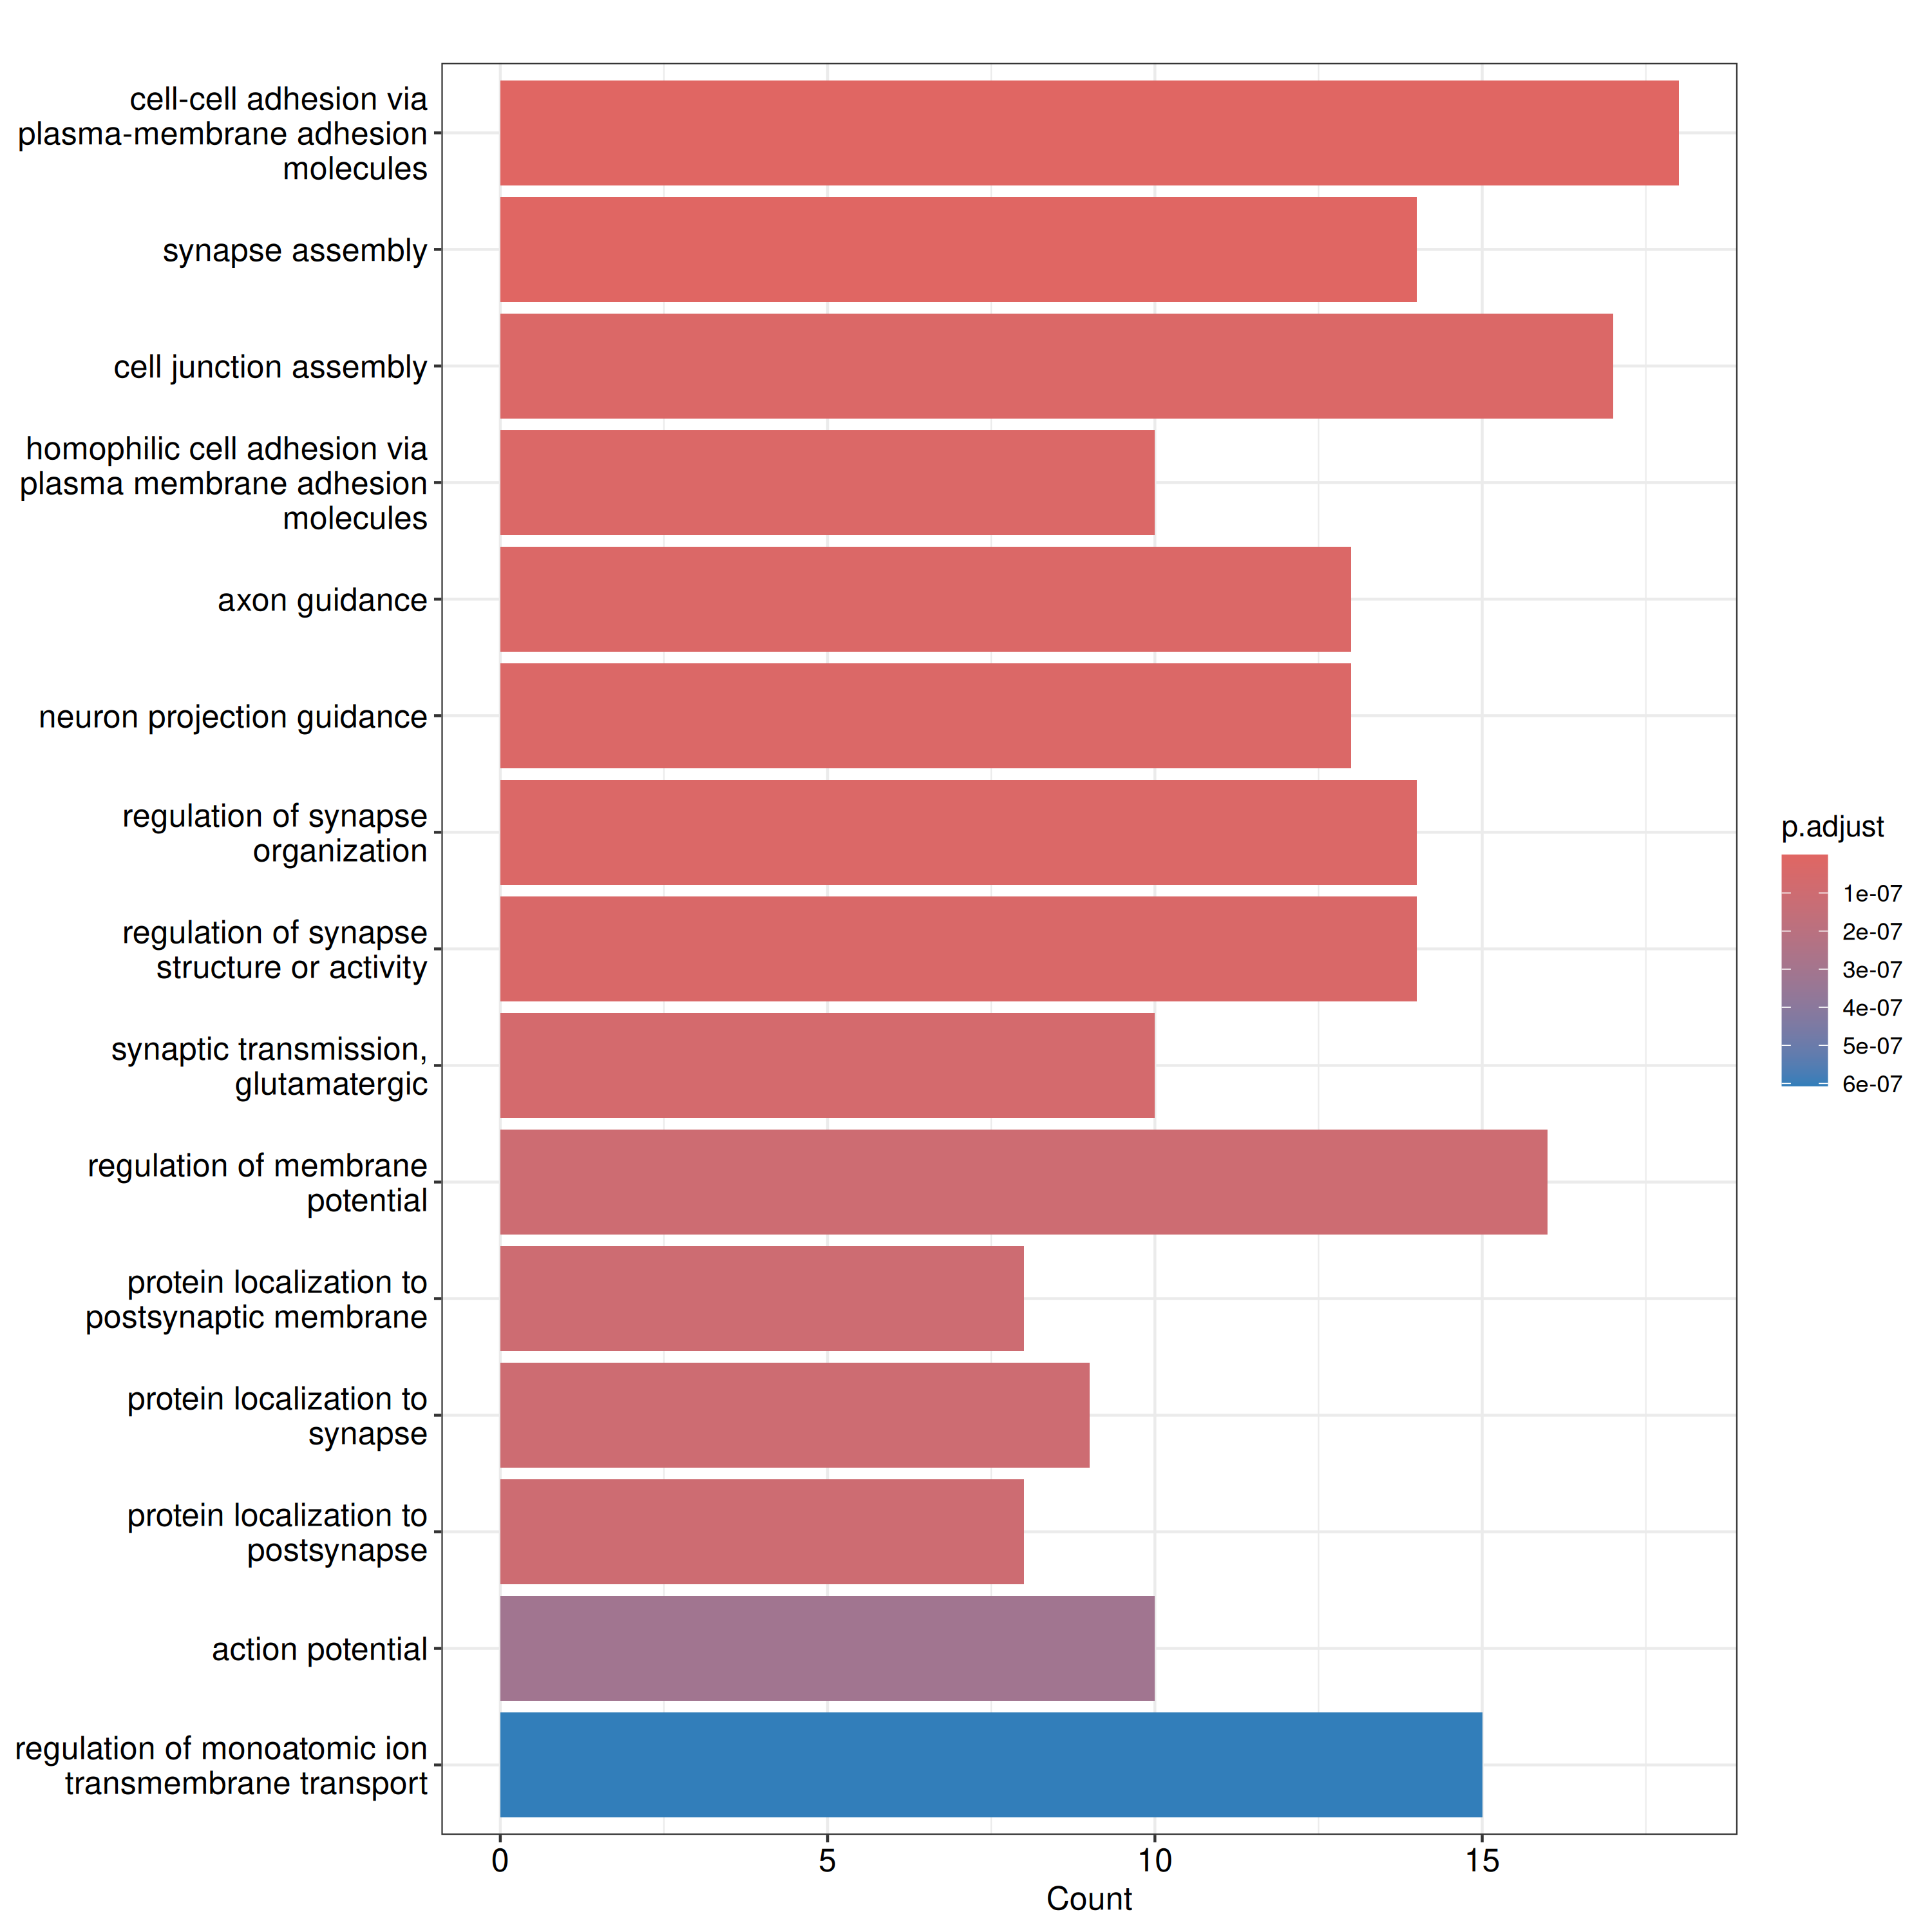 cell-cell adhesion via
plasma-membrane adhesion
molecules
synapse assembly
cell junction assembly
homophilic cell adhesion via
plasma membrane adhesion
molecules
axon guidance
neuron projection guidance
regulation of synapse
organization
regulation of synapse
structure or activity
synaptic transmission,
glutamatergic
regulation of membrane
potential
protein localization to
postsynaptic membrane
protein localization to
synapse
protein localization to
postsynapse
action potential
regulation of monoatomic ion
transmembrane transport
0 5 10 15
Count
p.adjust
1e-07
2e-07
3e-07
4e-07
5e-07
6e-07